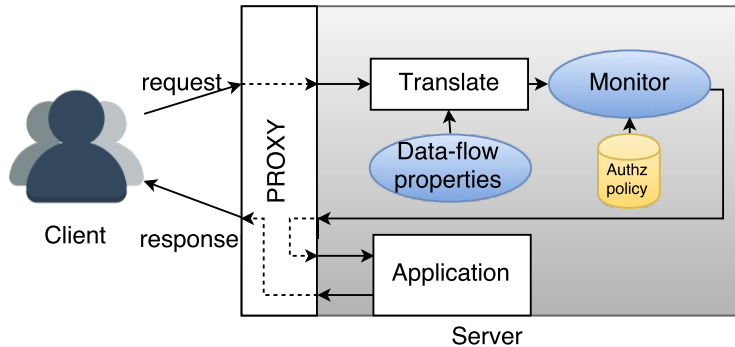 request
Translate
Monitor
PROXY
Data-flow
properties
Authz
policy
Client
response
Application
Server